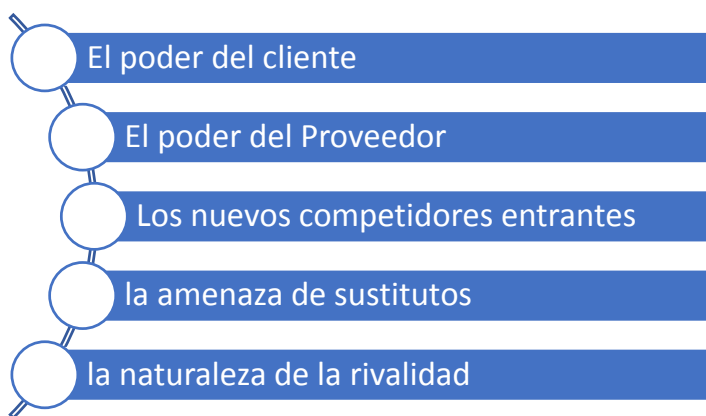 El poder del cliente
El poder del Proveedor
Los nuevos competidores entrantes
la amenaza de sustitutos
la naturaleza de la rivalidad